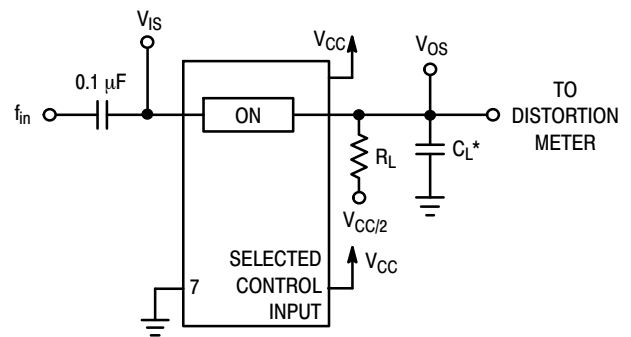 V_IS
V_CC
V_OS
0.1 μF
f_in
ON
TO
DISTORTION
METER
R_L
C_L*
V_CC/2
SELECTED
CONTROL
INPUT
V_CC
7